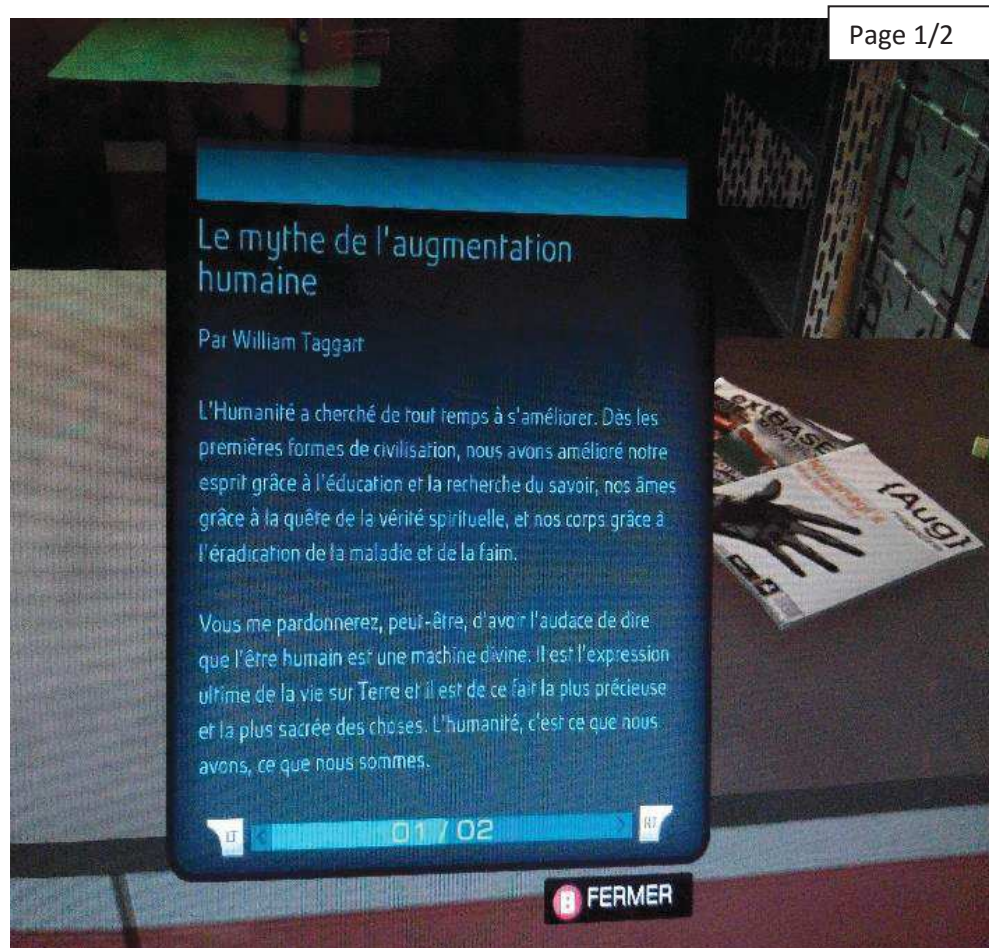 Page 1/2
Le mythe de l'augmentation
humaine
Par William Taggart
L'Humanité a cherché de tout temps à s'améliorer. Dès les
premières formes de civilisation, nous avons amélioré notre
esprit grâce à l'éducation et la recherche du savoir, nos âmes
grâce à la quête de la vérité spirituelle, et nos corps grâce à
l'éradication de la maladie et de la faim.
Vous me pardonnerez, peut-être, d'avoir l'audace de dire
que l'être humain est une machine divine. Il est l'expression
ultime de la vie sur Terre et il est de ce fait la plus précieuse
et la plus sacrée des choses. L'humanité, c'est ce que nous
avons, ce que nous sommes.
LT < 01 / 02 > RT
B FERMER
BASE
{Aug}